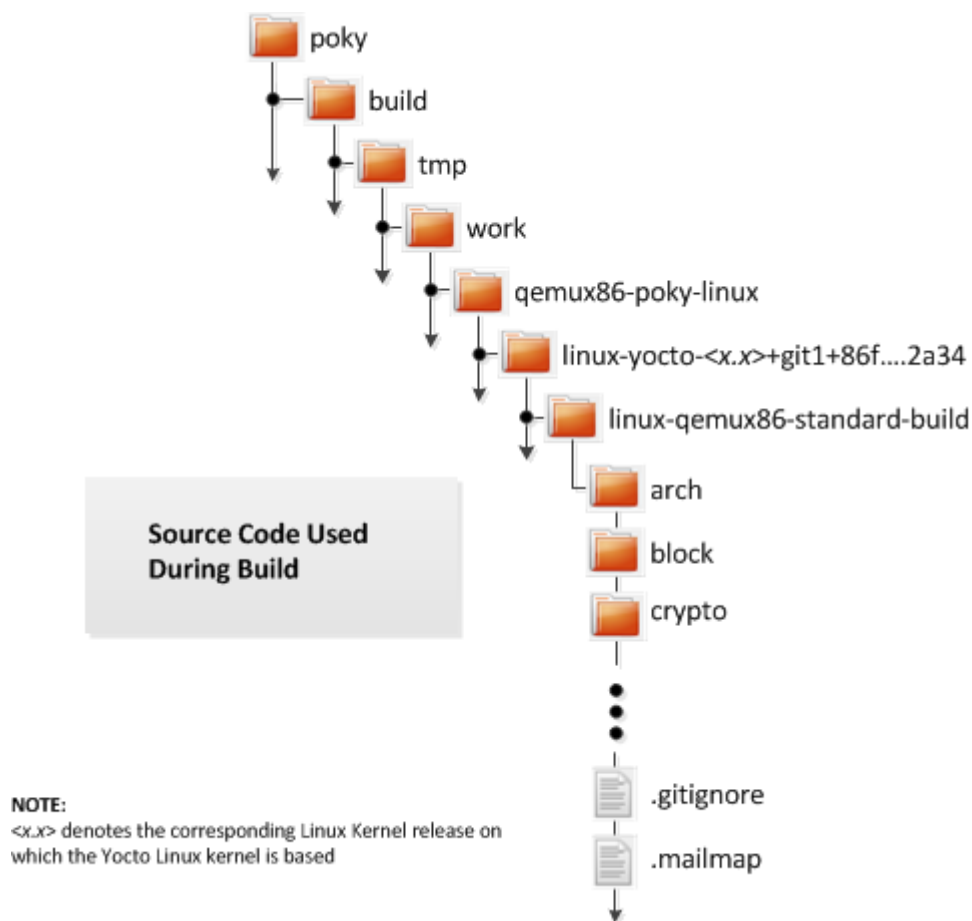 poky
build
tmp
work
qemux86-poky-linux
linux-yocto-<x.x>+git1+86f....2a34
linux-qemux86-standard-build
arch
Source Code Used
During Build
block
crypto
.gitignore
NOTE:
<x.x> denotes the corresponding Linux Kernel release on
which the Yocto Linux kernel is based
.mailmap